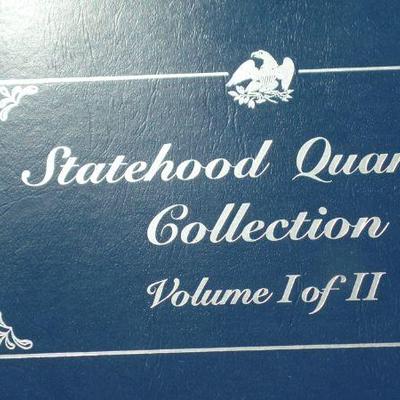 Statehood Quar
Collection
Volume I of II